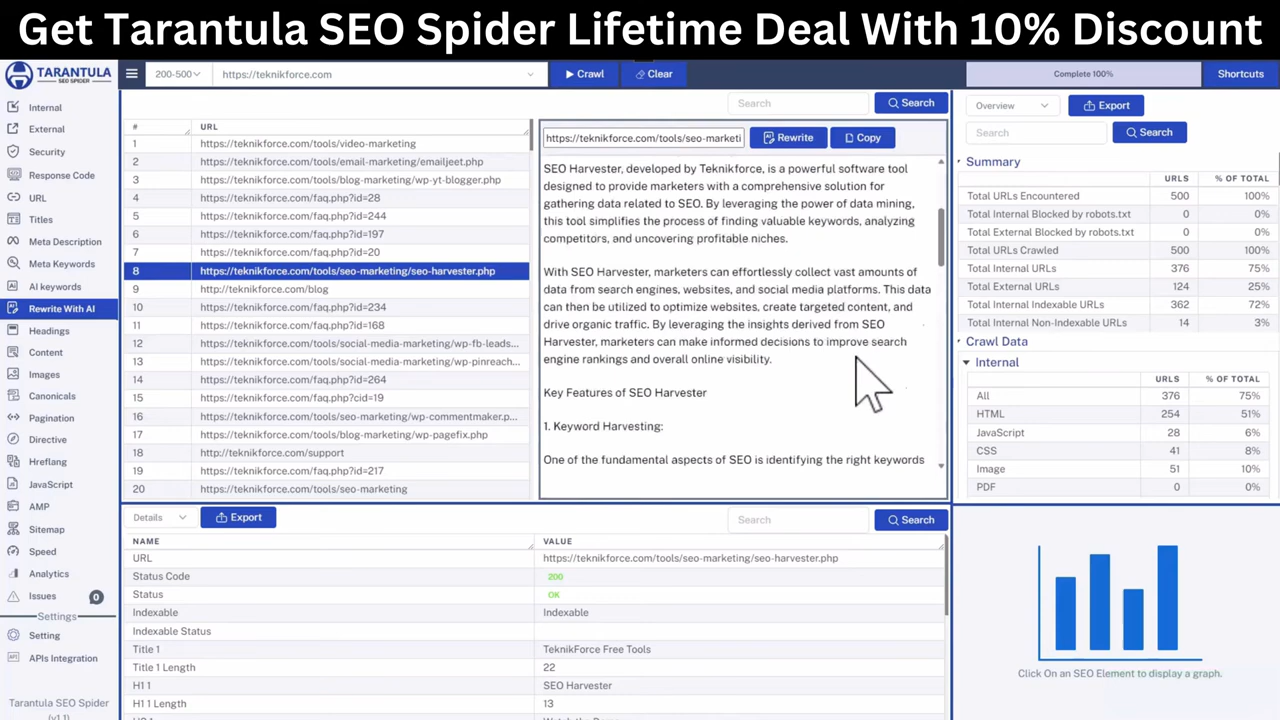 Get Tarantula SEO Spider Lifetime Deal With 10% Discount
TARANTULA
SEO SPIDER
200-500
https://teknikforce.com
Crawl
Clear
Complete 100%
Shortcuts
Internal
External
Security
Response Code
URL
Titles
Meta Description
Meta Keywords
AI keywords
Rewrite With AI
Headings
Content
Images
Canonicals
Pagination
Directive
Hreflang
JavaScript
AMP
Sitemap
Speed
Analytics
Issues 0
Settings
Setting
APIs Integration
Tarantula SEO Spider
(v1.1)
Search Search
# URL
1 https://teknikforce.com/tools/video-marketing
2 https://teknikforce.com/tools/email-marketing/emailjeet.php
3 https://teknikforce.com/tools/blog-marketing/wp-yt-blogger.php
4 https://teknikforce.com/faq.php?id=28
5 https://teknikforce.com/faq.php?id=244
6 https://teknikforce.com/faq.php?id=197
7 https://teknikforce.com/faq.php?id=20
8 https://teknikforce.com/tools/seo-marketing/seo-harvester.php
9 http://teknikforce.com/blog
10 https://teknikforce.com/faq.php?id=234
11 https://teknikforce.com/faq.php?id=168
12 https://teknikforce.com/tools/social-media-marketing/wp-fb-leads...
13 https://teknikforce.com/tools/social-media-marketing/wp-pinreach...
14 https://teknikforce.com/faq.php?id=264
15 https://teknikforce.com/faq.php?cid=19
16 https://teknikforce.com/tools/seo-marketing/wp-commentmaker.p...
17 https://teknikforce.com/tools/blog-marketing/wp-pagefix.php
18 http://teknikforce.com/support
19 https://teknikforce.com/faq.php?id=217
20 https://teknikforce.com/tools/seo-marketing
https://teknikforce.com/tools/seo-marketi Rewrite Copy
SEO Harvester, developed by Teknikforce, is a powerful software tool
designed to provide marketers with a comprehensive solution for
gathering data related to SEO. By leveraging the power of data mining,
this tool simplifies the process of finding valuable keywords, analyzing
competitors, and uncovering profitable niches.
With SEO Harvester, marketers can effortlessly collect vast amounts of
data from search engines, websites, and social media platforms. This data
can then be utilized to optimize websites, create targeted content, and
drive organic traffic. By leveraging the insights derived from SEO
Harvester, marketers can make informed decisions to improve search
engine rankings and overall online visibility.
Key Features of SEO Harvester
1. Keyword Harvesting:
One of the fundamental aspects of SEO is identifying the right keywords
Details Export Search Search
NAME VALUE
URL https://teknikforce.com/tools/seo-marketing/seo-harvester.php
Status Code 200
Status OK
Indexable Indexable
Indexable Status
Title 1 TeknikForce Free Tools
Title 1 Length 22
H1 1 SEO Harvester
H1 1 Length 13
Overview Export
Search Search
Summary
URLS % OF TOTAL
Total URLs Encountered 500 100%
Total Internal Blocked by robots.txt 0 0%
Total External Blocked by robots.txt 0 0%
Total URLs Crawled 500 100%
Total Internal URLs 376 75%
Total External URLs 124 25%
Total Internal Indexable URLs 362 72%
Total Internal Non-Indexable URLs 14 3%
Crawl Data
Internal
URLS % OF TOTAL
All 376 75%
HTML 254 51%
JavaScript 28 6%
CSS 41 8%
Image 51 10%
PDF 0 0%
Click On an SEO Element to display a graph.